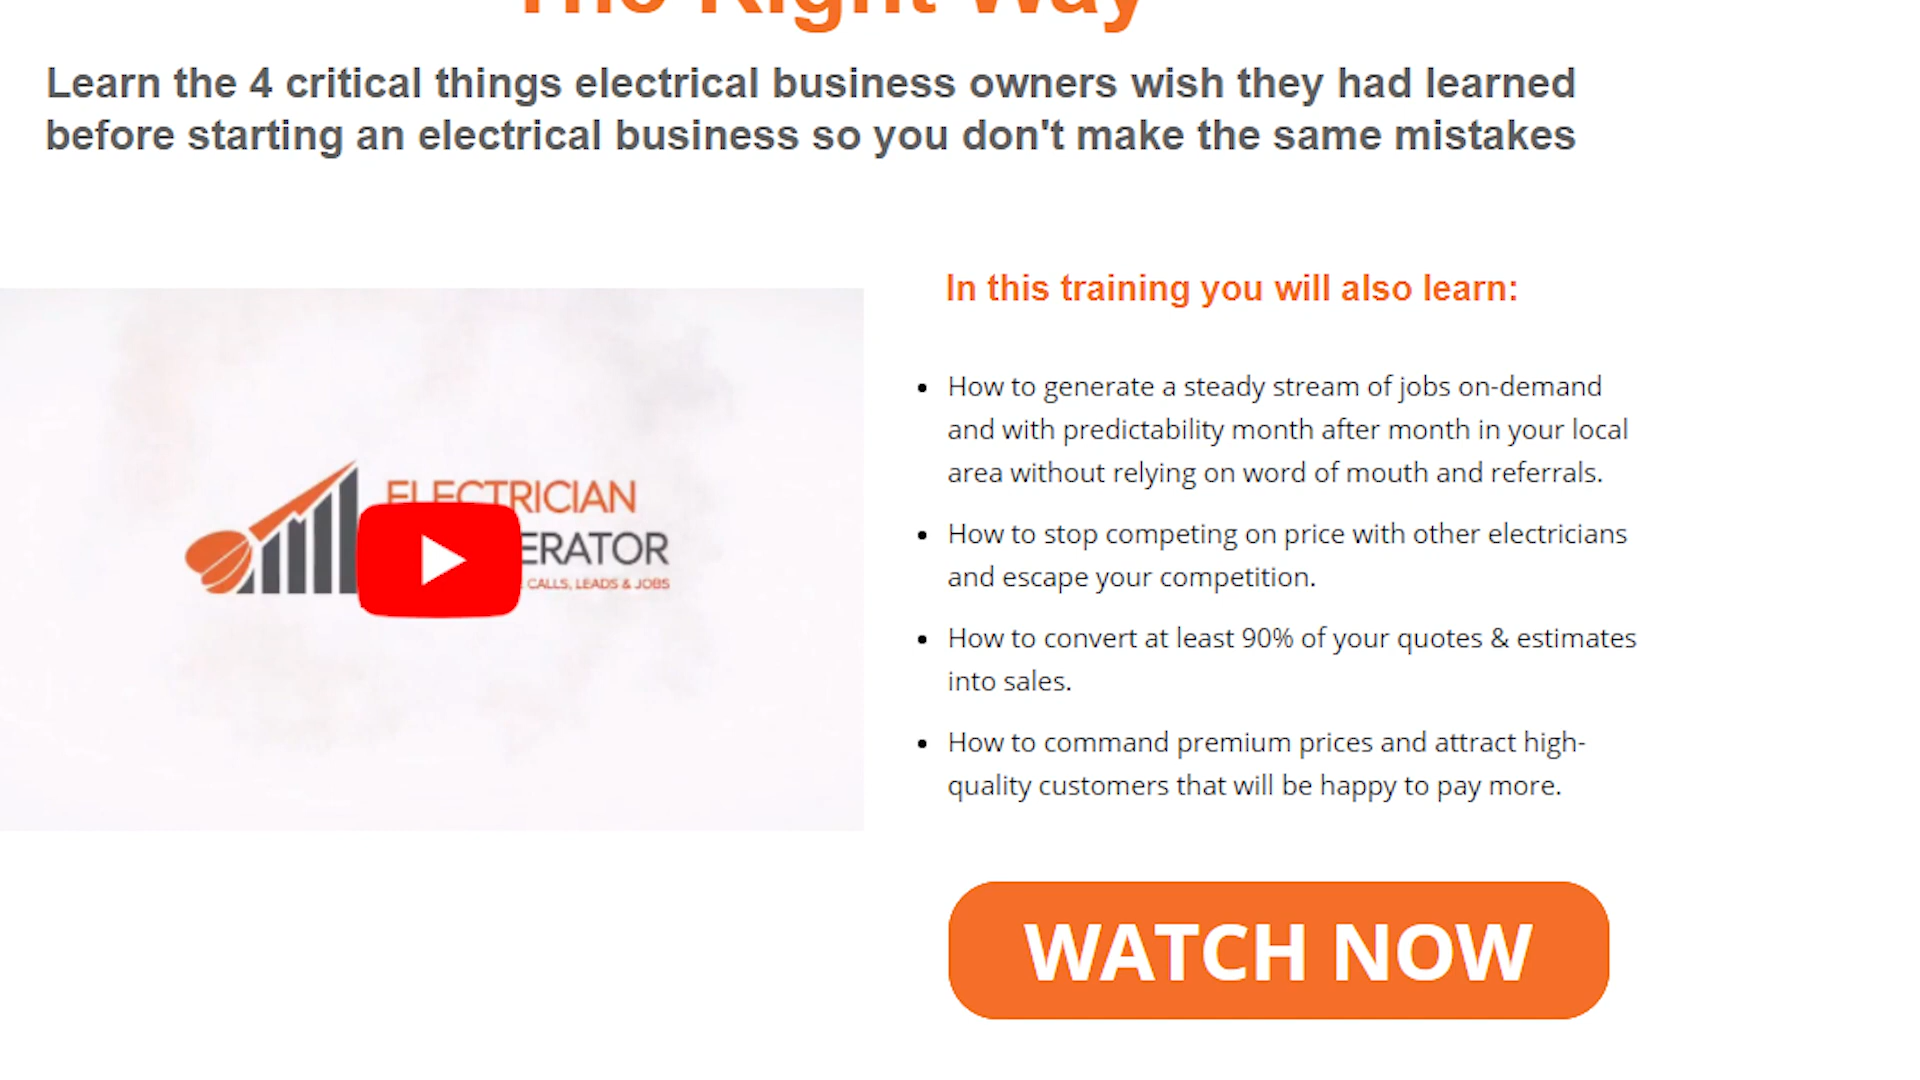 The Right Way
Learn the 4 critical things electrical business owners wish they had learned
before starting an electrical business so you don't make the same mistakes
In this training you will also learn:
How to generate a steady stream of jobs on-demand
and with predictability month after month in your local
area without relying on word of mouth and referrals.
How to stop competing on price with other electricians
and escape your competition.
How to convert at least 90% of your quotes & estimates
into sales.
How to command premium prices and attract high-
quality customers that will be happy to pay more.
ELECTRICIAN
ERATOR
CALLS, LEADS & JOBS
WATCH NOW